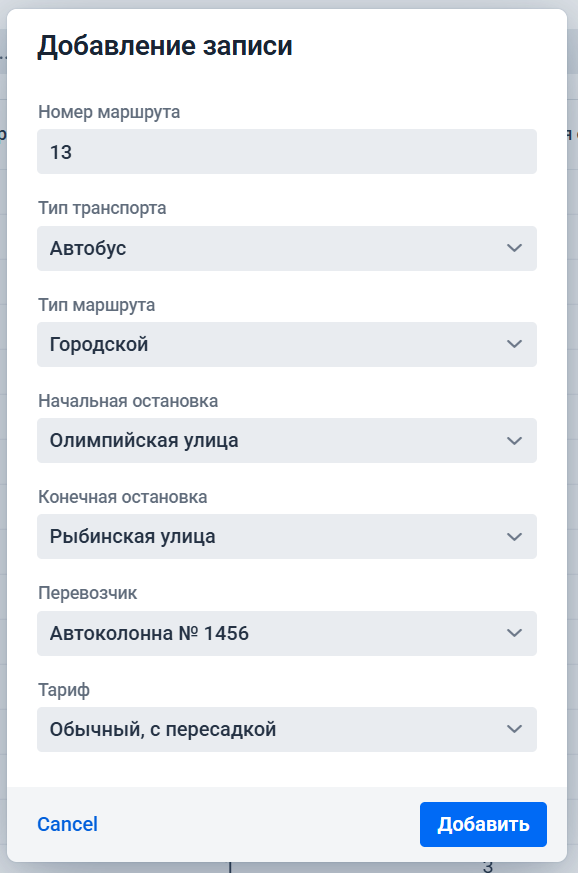 Добавление записи
Номер маршрута
13
Тип транспорта
Автобус
Тип маршрута
Городской
Начальная остановка
Олимпийская улица
Конечная остановка
Рыбинская улица
Перевозчик
Автоколонна № 1456
Тариф
Обычный, с пересадкой
Cancel
Добавить
3